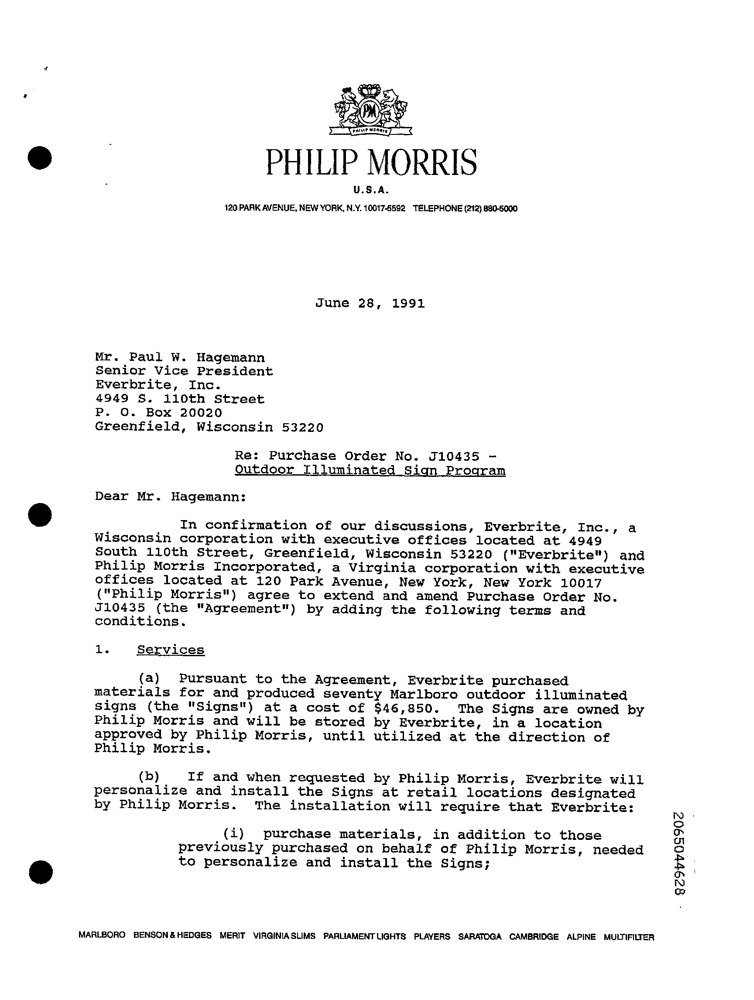 PM
PHILIP MORRIS
PHILIP MORRIS
U.S.A.
120 PARK AVENUE, NEW YORK, N.Y. 10017-5592 TELEPHONE (212) 880-5000
June 28, 1991
Mr. Paul W. Hagemann
Senior Vice President
Everbrite, Inc.
4949 S. 110th Street
P. O. Box 20020
Greenfield, Wisconsin 53220
Re: Purchase Order No. J10435 -
Outdoor Illuminated Sign Program
Dear Mr. Hagemann:
In confirmation of our discussions, Everbrite, Inc., a
Wisconsin corporation with executive offices located at 4949
South 110th Street, Greenfield, Wisconsin 53220 ("Everbrite") and
Philip Morris Incorporated, a Virginia corporation with executive
offices located at 120 Park Avenue, New York, New York 10017
("Philip Morris") agree to extend and amend Purchase Order No.
J10435 (the "Agreement") by adding the following terms and
conditions.
1. Services
(a) Pursuant to the Agreement, Everbrite purchased
materials for and produced seventy Marlboro outdoor illuminated
signs (the "Signs") at a cost of $46,850. The Signs are owned by
Philip Morris and will be stored by Everbrite, in a location
approved by Philip Morris, until utilized at the direction of
Philip Morris.
(b) If and when requested by Philip Morris, Everbrite will
personalize and install the Signs at retail locations designated
by Philip Morris. The installation will require that Everbrite:
(i) purchase materials, in addition to those
previously purchased on behalf of Philip Morris, needed
to personalize and install the Signs;
2065044628
MARLBORO BENSON & HEDGES MERIT VIRGINIA SLIMS PARLIAMENT LIGHTS PLAYERS SARATOGA CAMBRIDGE ALPINE MULTIFILTER